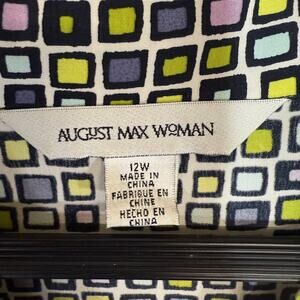 AUGUST MAX WOMAN
12W
MADE IN
CHINA
FABRIQUE EN
CHINE
HECHO EN
CHINA